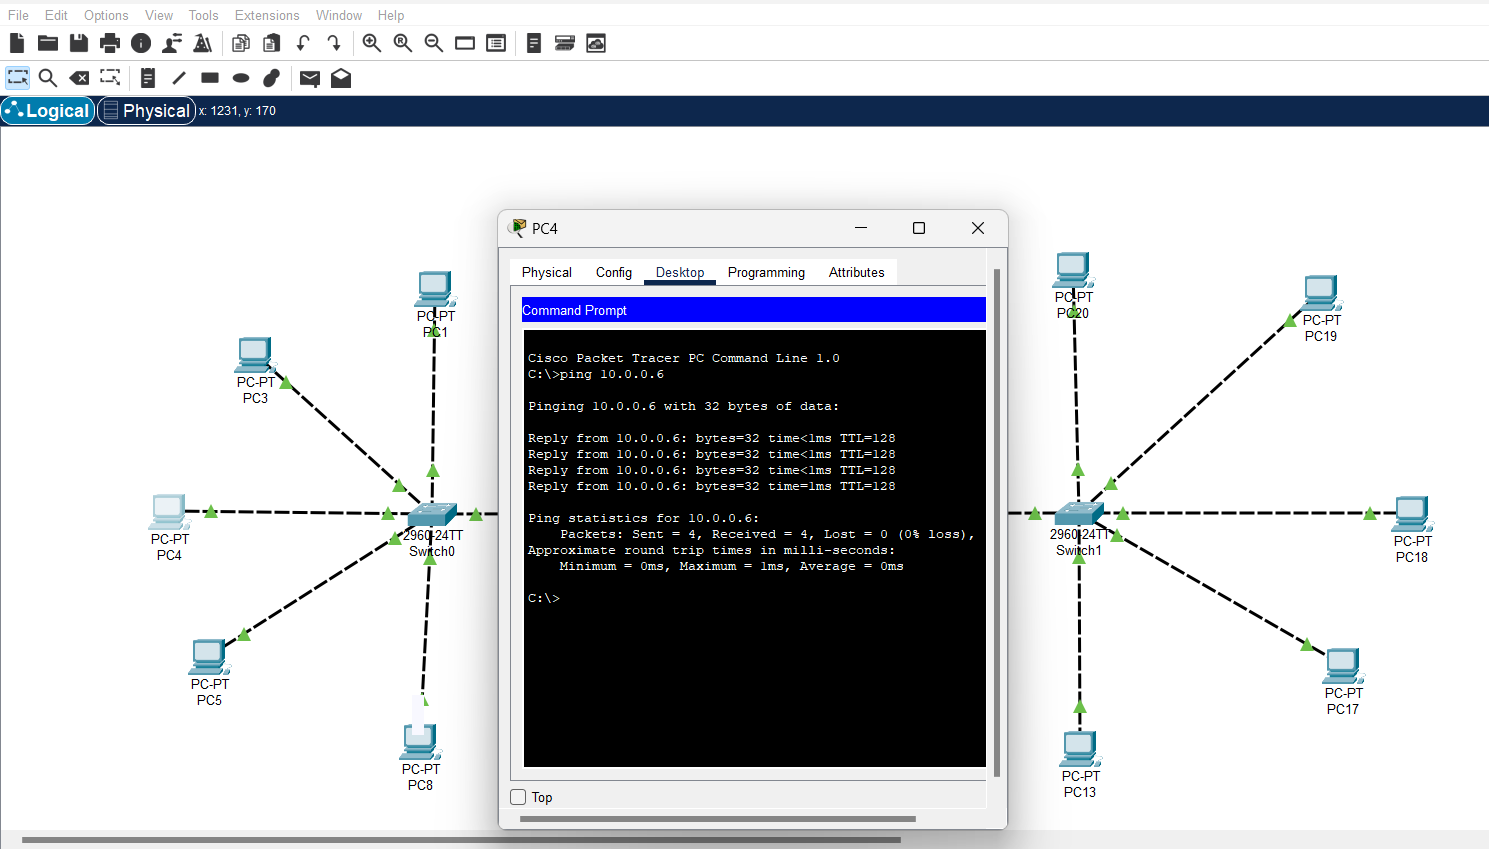 File Edit Options View Tools Extensions Window Help
Logical Physical x: 1231, y: 170
PC4
Physical Config Desktop Programming Attributes
Command Prompt
Cisco Packet Tracer PC Command Line 1.0
C:\>ping 10.0.0.6
Pinging 10.0.0.6 with 32 bytes of data:
Reply from 10.0.0.6: bytes=32 time<1ms TTL=128
Reply from 10.0.0.6: bytes=32 time<1ms TTL=128
Reply from 10.0.0.6: bytes=32 time<1ms TTL=128
Reply from 10.0.0.6: bytes=32 time=1ms TTL=128
Ping statistics for 10.0.0.6:
Packets: Sent = 4, Received = 4, Lost = 0 (0% loss),
Approximate round trip times in milli-seconds:
Minimum = 0ms, Maximum = 1ms, Average = 0ms
C:\>
Top
PC-PT
PC1
PC-PT
PC3
PC-PT
PC4
2960-24TT
Switch0
PC-PT
PC5
PC-PT
PC8
PC-PT
PC20
PC-PT
PC19
2960-24TT
Switch1
PC-PT
PC18
PC-PT
PC17
PC-PT
PC13